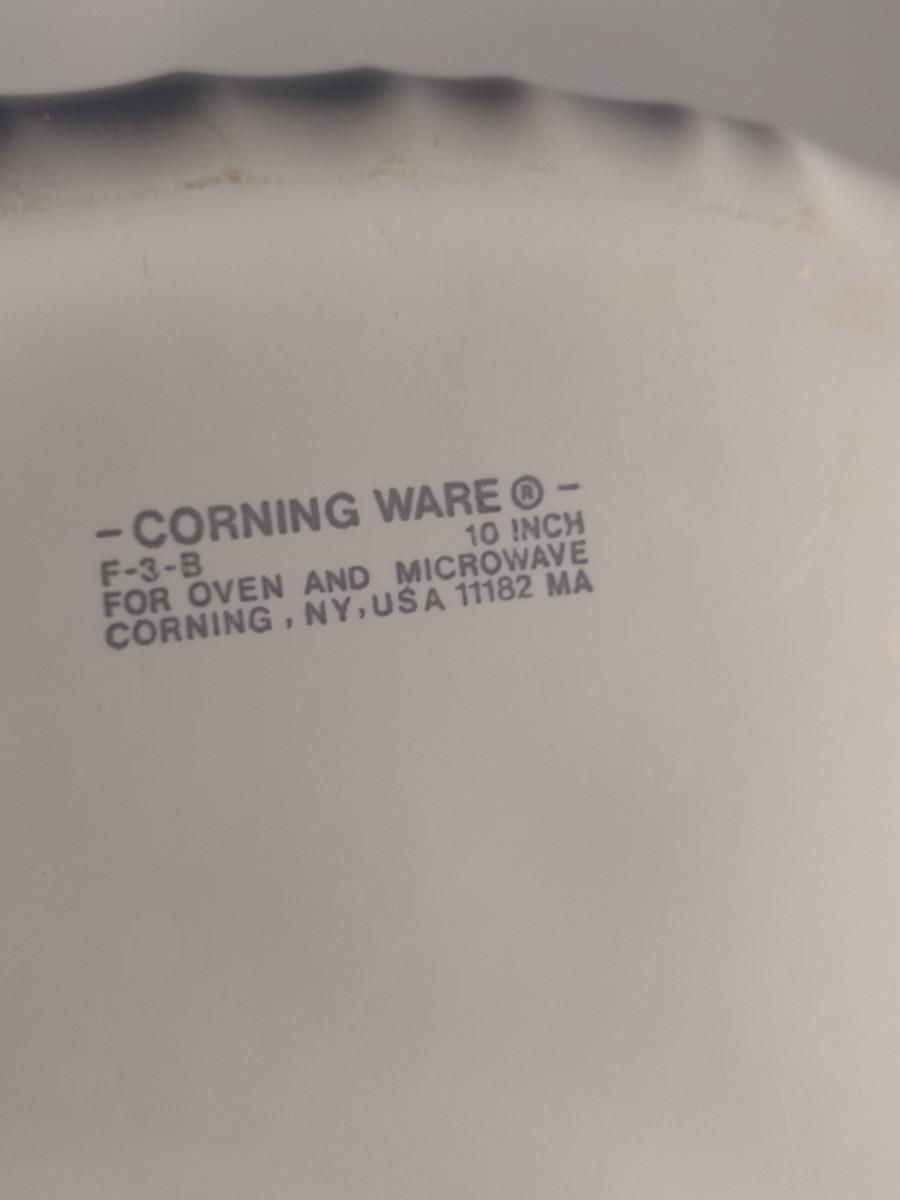 - CORNING WARE ® -
F-3-B 10 INCH
FOR OVEN AND MICROWAVE
CORNING , NY, USA 11182 MA